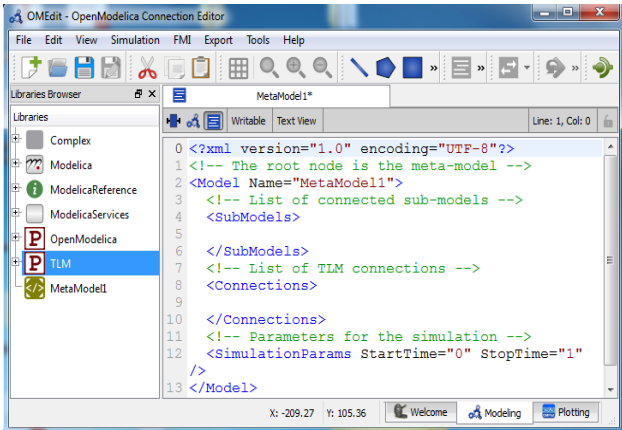 OMEdit - OpenModelica Connection Editor
File Edit View Simulation FMI Export Tools Help
» » »
Libraries Browser
MetaModel1*
Libraries
Writable Text View Line: 1, Col: 0
Complex
Modelica
ModelicaReference
ModelicaServices
P OpenModelica
P TLM
MetaModel1
0 <?xml version="1.0" encoding="UTF-8"?>
1 <!-- The root node is the meta-model -->
2 <Model Name="MetaModel1">
3 <!-- List of connected sub-models -->
4 <SubModels>
5
6 </SubModels>
7 <!-- List of TLM connections -->
8 <Connections>
9
10 </Connections>
11 <!-- Parameters for the simulation -->
12 <SimulationParams StartTime="0" StopTime="1"
/>
13 </Model>
X: -209.27 Y: 105.36 Welcome Modeling Plotting